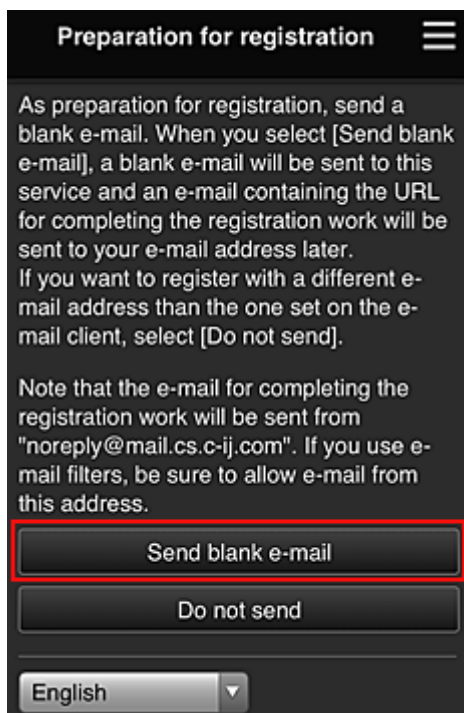 Preparation for registration
As preparation for registration, send a
blank e-mail. When you select [Send blank
e-mail], a blank e-mail will be sent to this
service and an e-mail containing the URL
for completing the registration work will be
sent to your e-mail address later.
If you want to register with a different e-
mail address than the one set on the e-
mail client, select [Do not send].
Note that the e-mail for completing the
registration work will be sent from
"noreply@mail.cs.c-ij.com". If you use e-
mail filters, be sure to allow e-mail from
this address.
Send blank e-mail
Do not send
English